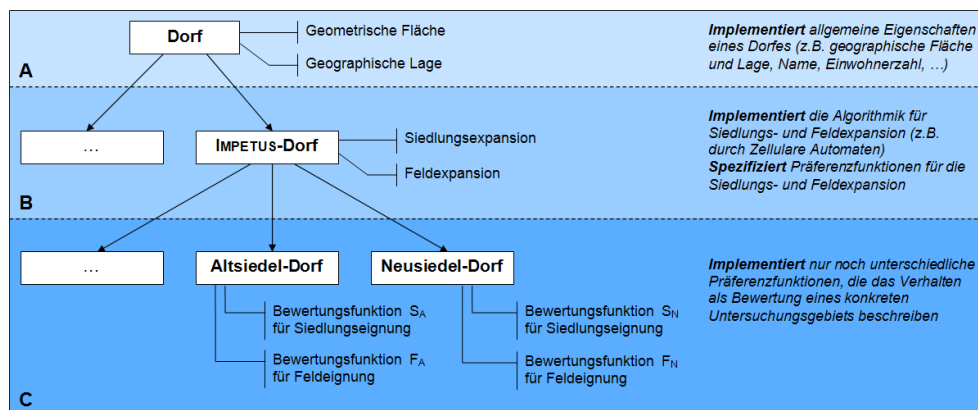 Dorf
Geometrische Fläche
Geographische Lage
Implementiert allgemeine Eigenschaften
eines Dorfes (z.B. geographische Fläche
und Lage, Name, Einwohnerzahl, …)
A
…
IMPETUS-Dorf
Siedlungsexpansion
Feldexpansion
Implementiert die Algorithmik für
Siedlungs- und Feldexpansion (z.B.
durch Zellulare Automaten)
Spezifiziert Präferenzfunktionen für die
Siedlungs- und Feldexpansion
B
…
Altsiedel-Dorf
Neusiedel-Dorf
Bewertungsfunktion SA
für Siedlungseignung
Bewertungsfunktion FA
für Feldeignung
Bewertungsfunktion SN
für Siedlungseignung
Bewertungsfunktion FN
für Feldeignung
Implementiert nur noch unterschiedliche
Präferenzfunktionen, die das Verhalten
als Bewertung eines konkreten
Untersuchungsgebiets beschreiben
C